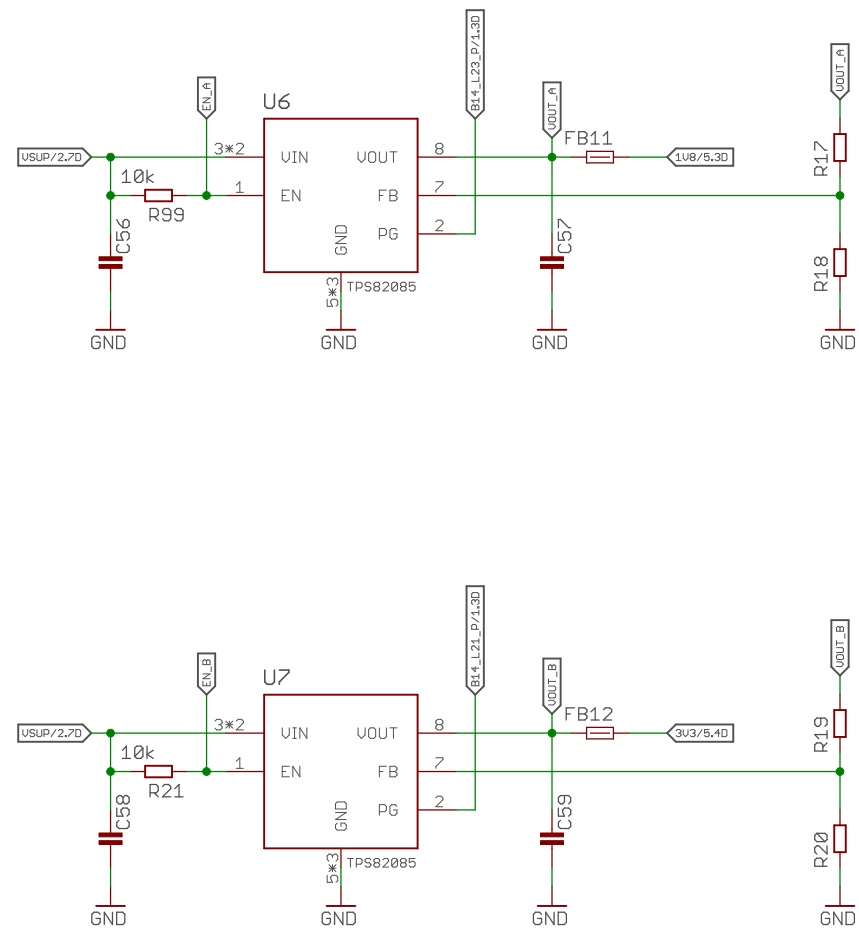 B14_L23_P/1.3D
VOUT_A
EN_A
VOUT_A
U6
FB11
VSUP/2.7D
3*2
VIN
VOUT
8
1V8/5.3D
R17
10k
1
EN
FB
7
R99
C56
GND
PG
2
C57
R18
5*3
TPS82085
GND
GND
GND
GND
B14_L21_P/1.3D
VOUT_B
EN_B
VOUT_B
U7
FB12
VSUP/2.7D
3*2
VIN
VOUT
8
3V3/5.4D
R19
10k
1
EN
FB
7
R21
C58
GND
PG
2
C59
R20
5*3
TPS82085
GND
GND
GND
GND